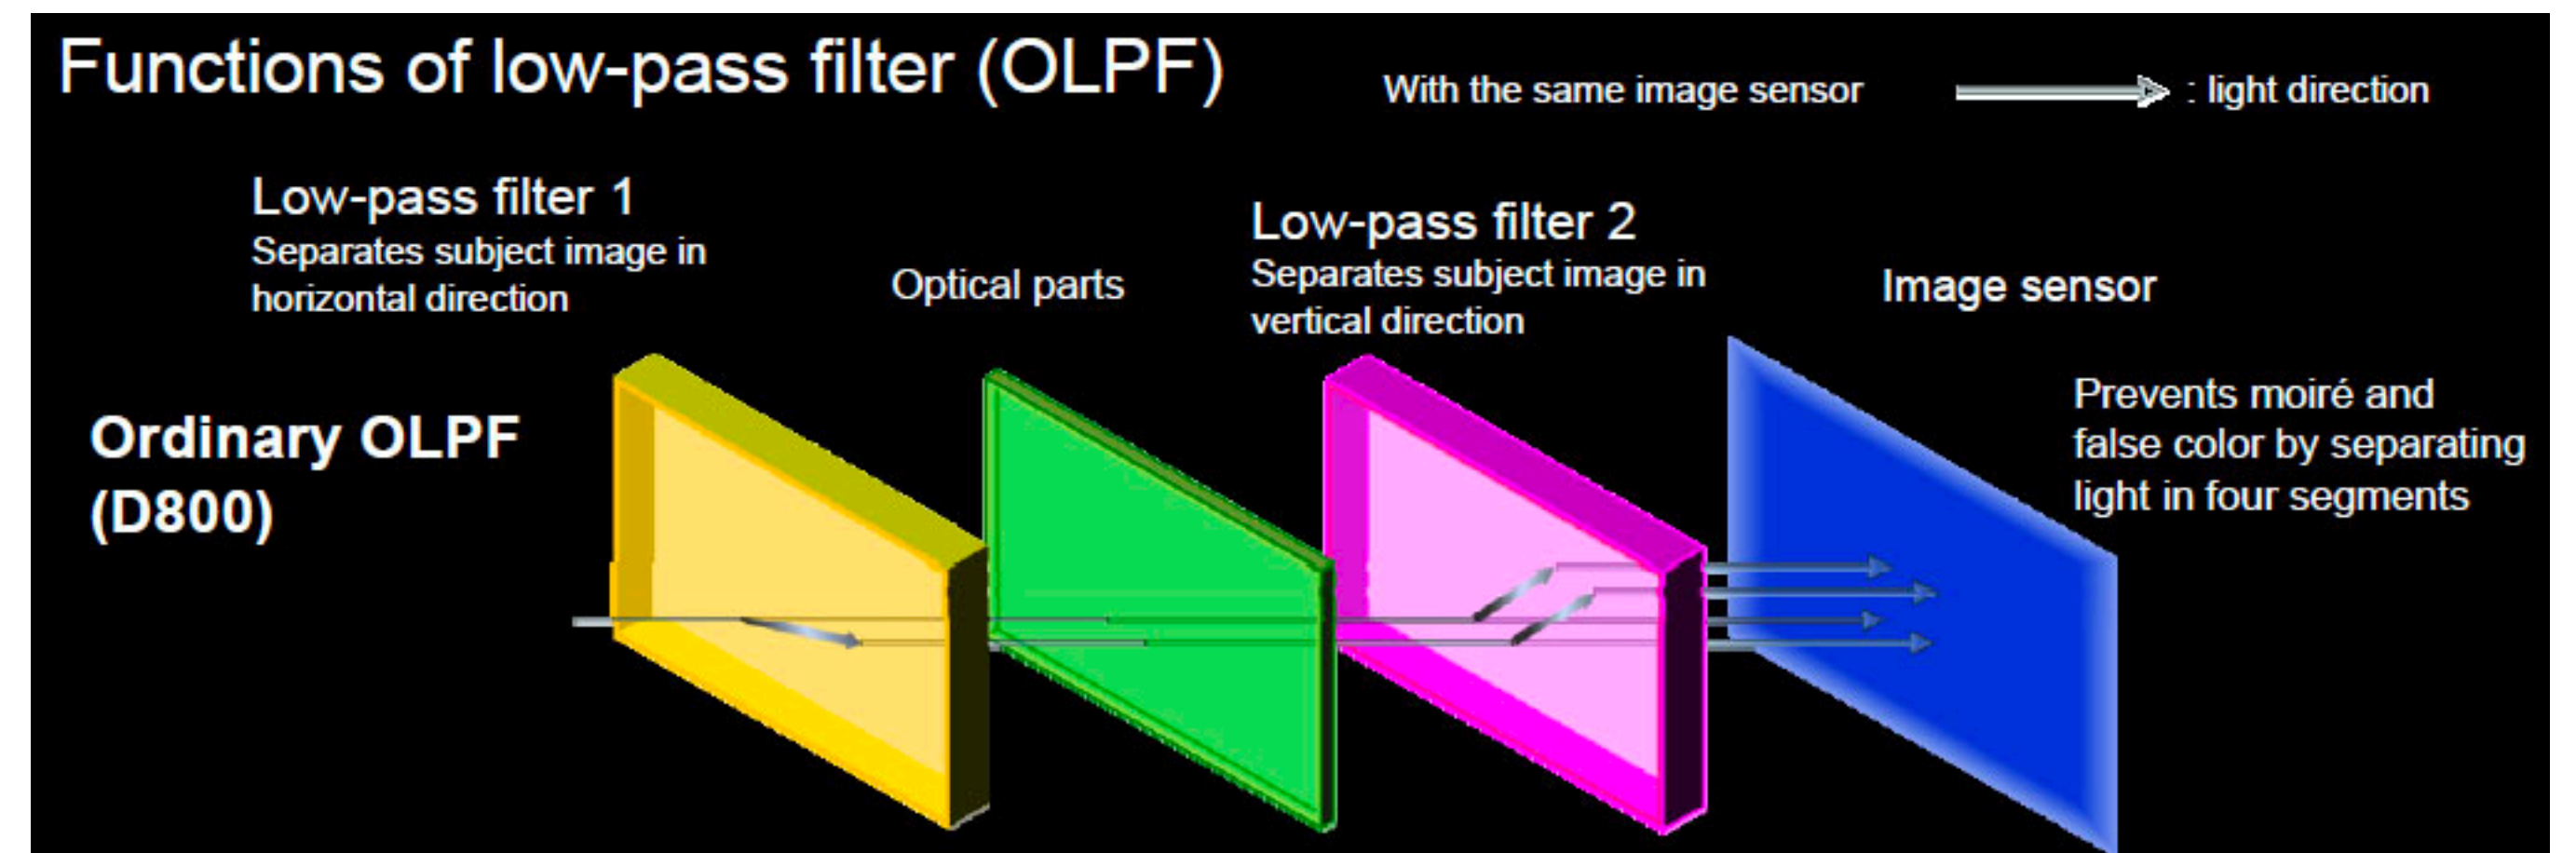 Functions of low-pass filter (OLPF)
With the same image sensor
: light direction
Low-pass filter 1
Separates subject image in
horizontal direction
Optical parts
Low-pass filter 2
Separates subject image in
vertical direction
Image sensor
Ordinary OLPF
(D800)
Prevents moiré and
false color by separating
light in four segments